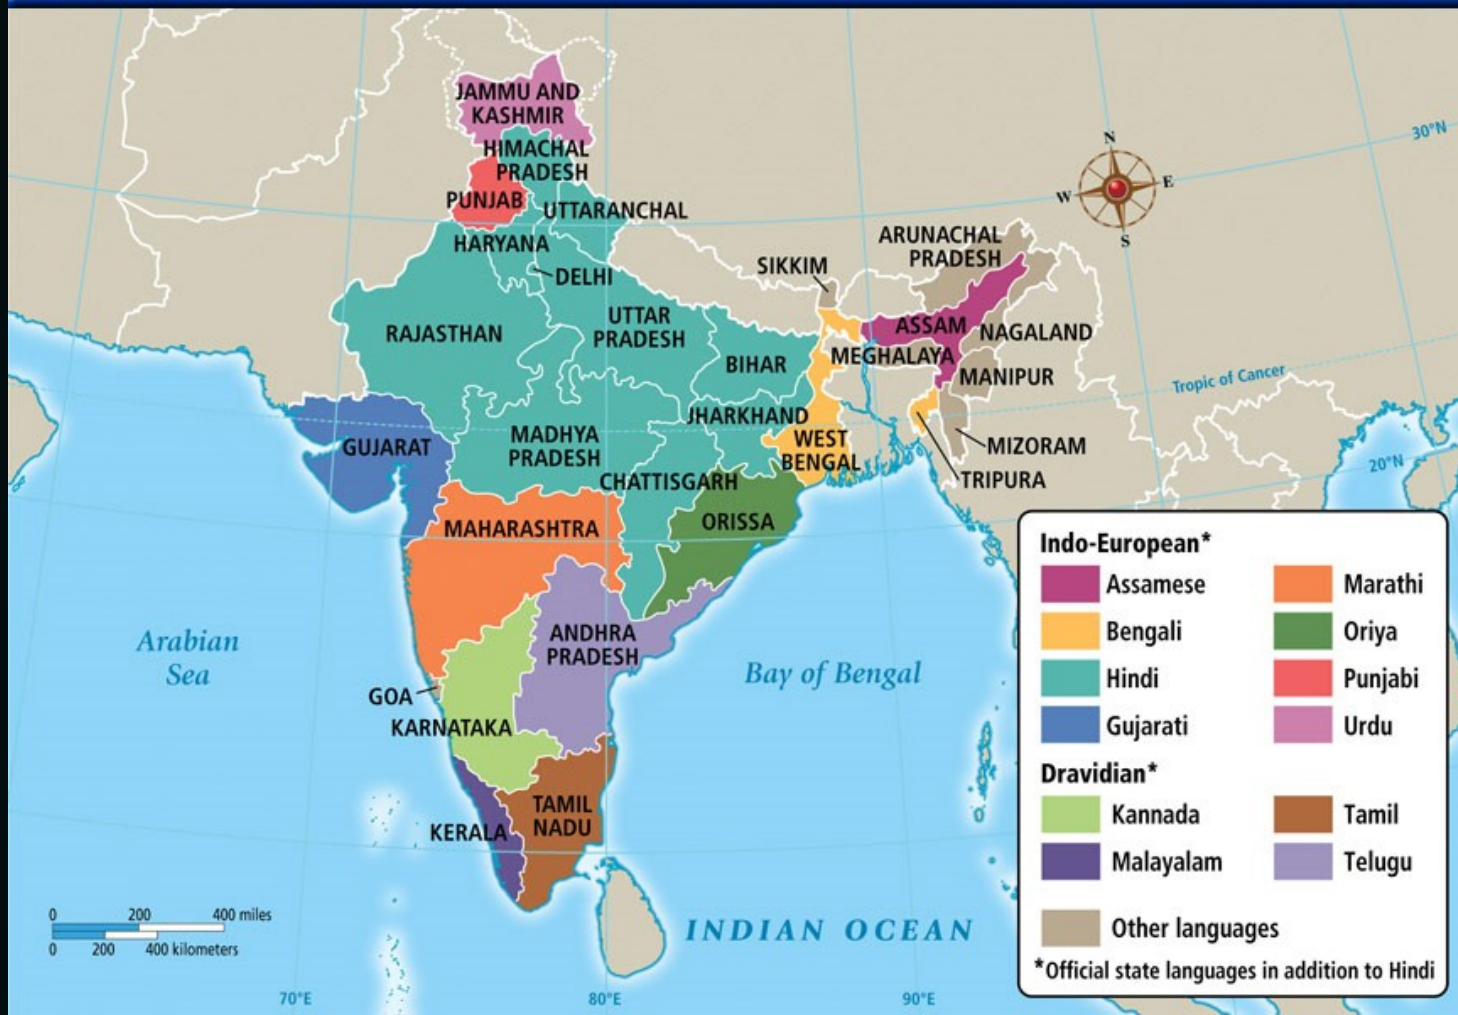 JAMMU AND
KASHMIR
HIMACHAL
PRADESH
PUNJAB
UTTARANCHAL
HARYANA
DELHI
RAJASTHAN
UTTAR
PRADESH
BIHAR
SIKKIM
ARUNACHAL
PRADESH
ASSAM
NAGALAND
MEGHALAYA
MANIPUR
MIZORAM
TRIPURA
JHARKHAND
WEST
BENGAL
GUJARAT
MADHYA
PRADESH
CHATTISGARH
ORISSA
MAHARASHTRA
ANDHRA
PRADESH
GOA
KARNATAKA
TAMIL
NADU
KERALA
Arabian
Sea
Bay of Bengal
INDIAN OCEAN
N
W
E
S
30°N
Tropic of Cancer
20°N
70°E
80°E
90°E
0 200 400 miles
0 200 400 kilometers
Indo-European*
Assamese
Marathi
Bengali
Oriya
Hindi
Punjabi
Gujarati
Urdu
Dravidian*
Kannada
Tamil
Malayalam
Telugu
Other languages
*Official state languages in addition to Hindi